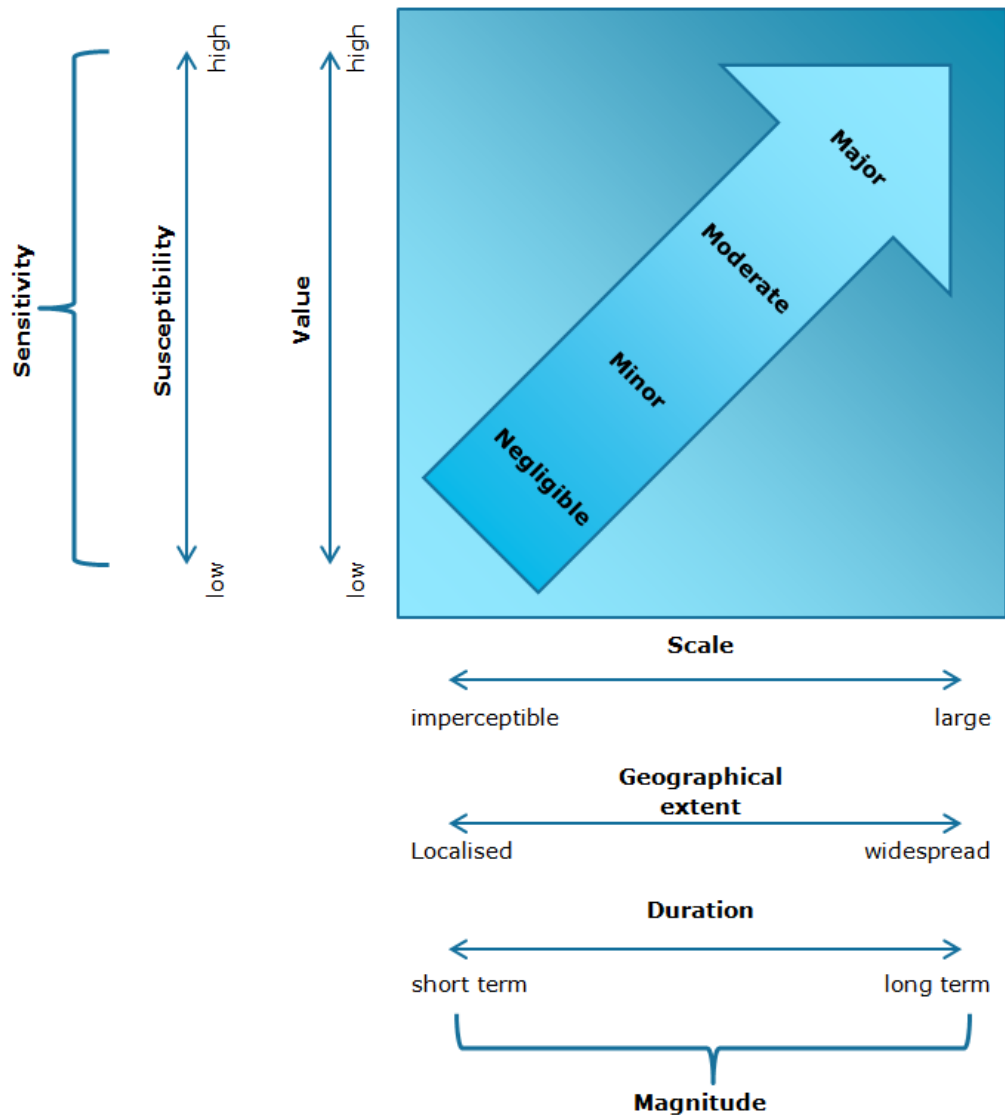 high
high
Sensitivity
Susceptibility
Value
low
low
Major
Moderate
Minor
Negligible
Scale
imperceptible
large
Geographical
extent
Localised
widespread
Duration
short term
long term
Magnitude